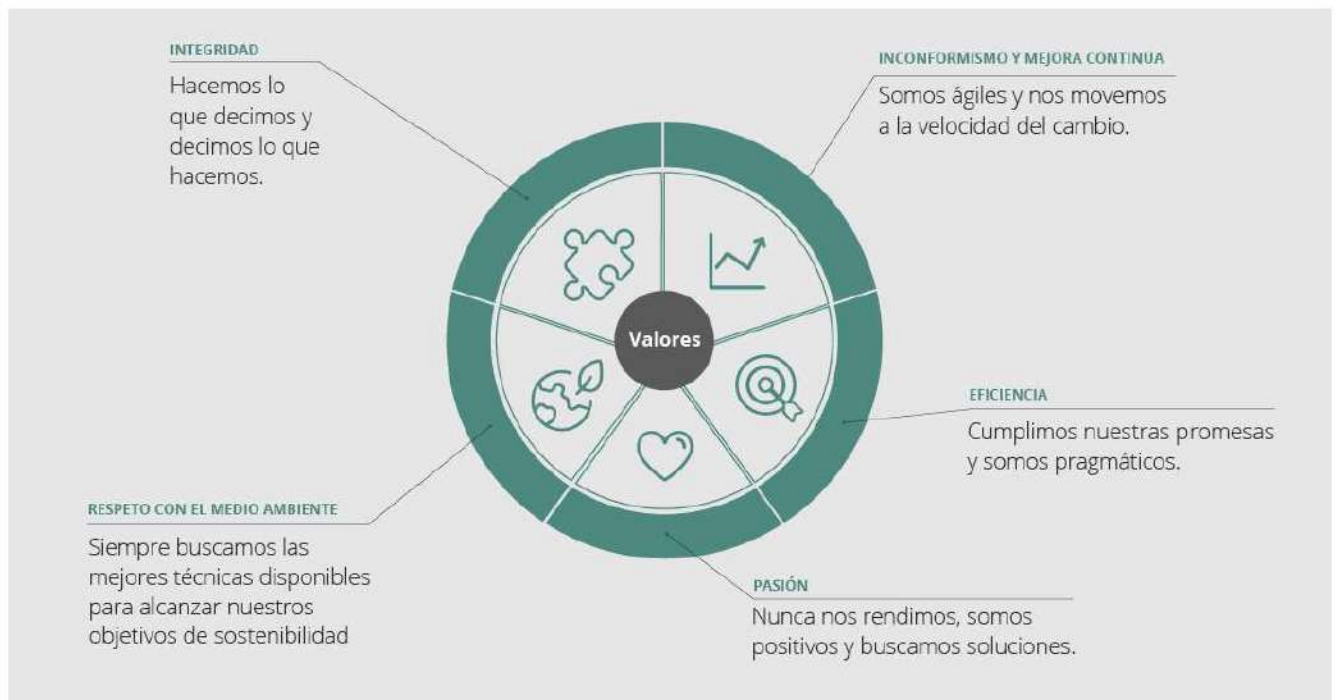 INTEGRIDAD
Hacemos lo
que decimos y
decimos lo que
hacemos.
INCONFORMISMO Y MEJORA CONTINUA
Somos ágiles y nos movemos
a la velocidad del cambio.
Valores
EFICIENCIA
Cumplimos nuestras promesas
y somos pragmáticos.
RESPETO CON EL MEDIO AMBIENTE
Siempre buscamos las
mejores técnicas disponibles
para alcanzar nuestros
objetivos de sostenibilidad
PASIÓN
Nunca nos rendimos, somos
positivos y buscamos soluciones.